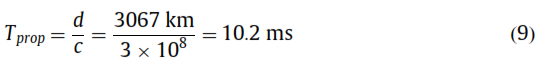 T_prop = d/c = 3067 km / 3 × 10^8 = 10.2 ms (9)